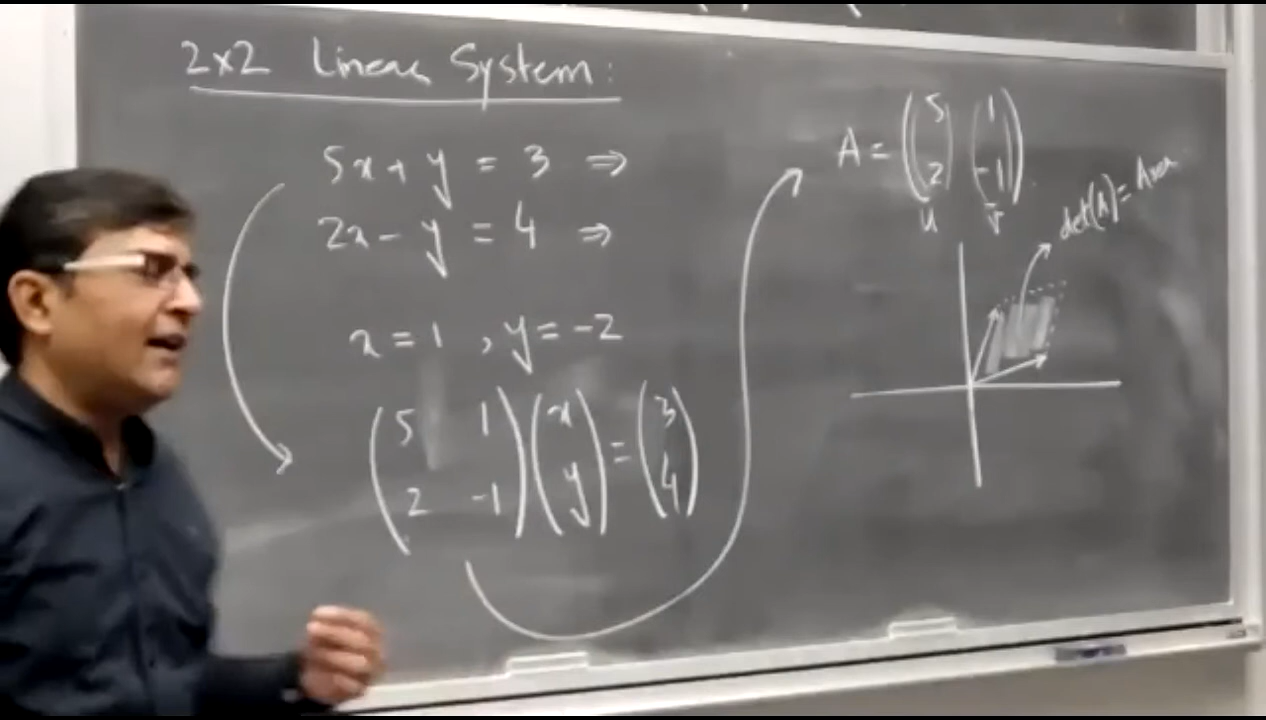 2x2 Linear System:
5x + y = 3 ⇒
2x - y = 4 ⇒
x = 1 , y = -2
(5 1) (x) = (3)
(2 -1) (y) (4)
A = (5) (1)
(2) (-1)
u v
det(A) = Area